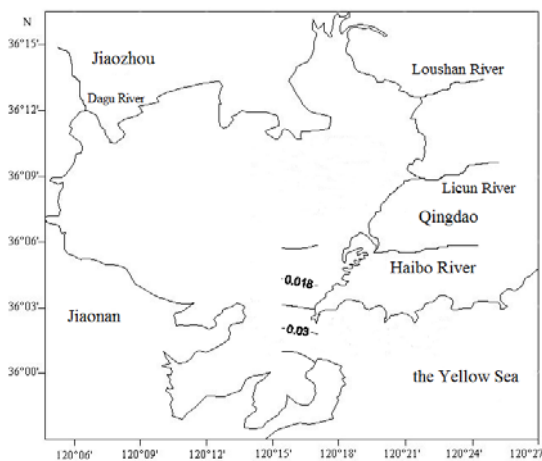 N
36°15'
Jiaozhou
Loushan River
36°12'
Dagu River
36°09'
Licun River
Qingdao
36°06'
Haibo River
0.018
36°03'
Jiaonan
0.03
36°00'
the Yellow Sea
120°06' 120°09' 120°12' 120°15' 120°18' 120°21' 120°24' 120°27